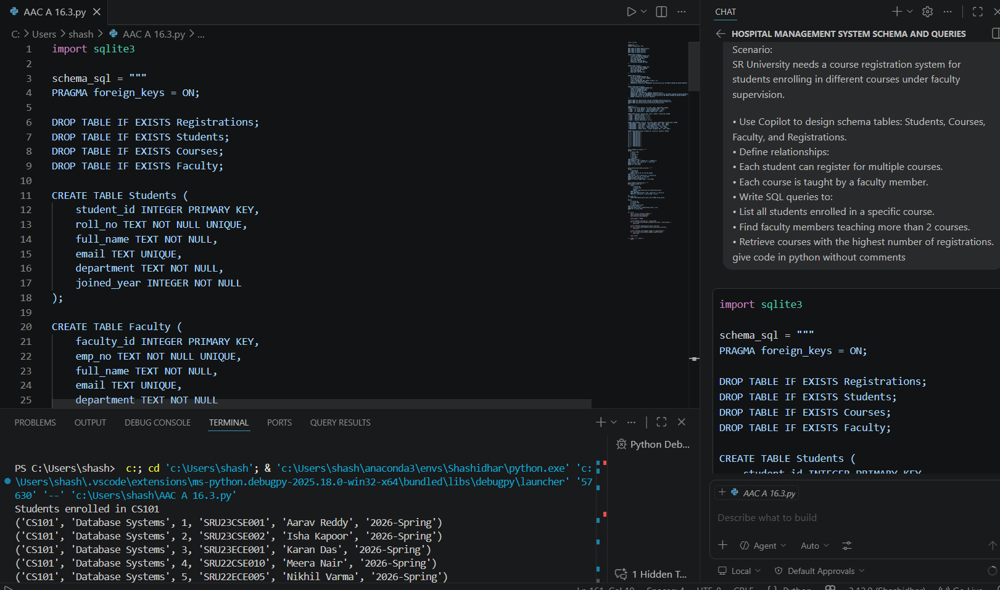 AAC A 16.3.py
C: > Users > shash > AAC A 16.3.py > ...
1 import sqlite3
2
3 schema_sql = """
4 PRAGMA foreign_keys = ON;
5
6 DROP TABLE IF EXISTS Registrations;
7 DROP TABLE IF EXISTS Students;
8 DROP TABLE IF EXISTS Courses;
9 DROP TABLE IF EXISTS Faculty;
10
11 CREATE TABLE Students (
12 student_id INTEGER PRIMARY KEY,
13 roll_no TEXT NOT NULL UNIQUE,
14 full_name TEXT NOT NULL,
15 email TEXT UNIQUE,
16 department TEXT NOT NULL,
17 joined_year INTEGER NOT NULL
18 );
19
20 CREATE TABLE Faculty (
21 faculty_id INTEGER PRIMARY KEY,
22 emp_no TEXT NOT NULL UNIQUE,
23 full_name TEXT NOT NULL,
24 email TEXT UNIQUE,
25 department TEXT NOT NULL
PROBLEMS OUTPUT DEBUG CONSOLE TERMINAL PORTS QUERY RESULTS
PS C:\Users\shash> c:; cd 'c:\Users\shash'; & 'c:\Users\shash\anaconda3\envs\Shashidhar\python.exe' 'c:
\Users\shash\.vscode\extensions\ms-python.debugpy-2025.18.0-win32-x64\bundled\libs\debugpy\launcher' '57
630' '--' 'c:\Users\shash\AAC A 16.3.py'
Students enrolled in CS101
('CS101', 'Database Systems', 1, 'SRU23CSE001', 'Aarav Reddy', '2026-Spring')
('CS101', 'Database Systems', 2, 'SRU23CSE002', 'Isha Kapoor', '2026-Spring')
('CS101', 'Database Systems', 3, 'SRU23ECE001', 'Karan Das', '2026-Spring')
('CS101', 'Database Systems', 4, 'SRU22CSE010', 'Meera Nair', '2026-Spring')
('CS101', 'Database Systems', 5, 'SRU22ECE005', 'Nikhil Varma', '2026-Spring')
Python Deb...
1 Hidden T...
CHAT
HOSPITAL MANAGEMENT SYSTEM SCHEMA AND QUERIES
Scenario:
SR University needs a course registration system for
students enrolling in different courses under faculty
supervision.
• Use Copilot to design schema tables: Students, Courses,
Faculty, and Registrations.
• Define relationships:
• Each student can register for multiple courses.
• Each course is taught by a faculty member.
• Write SQL queries to:
• List all students enrolled in a specific course.
• Find faculty members teaching more than 2 courses.
• Retrieve courses with the highest number of registrations.
give code in python without comments
import sqlite3
schema_sql = """
PRAGMA foreign_keys = ON;
DROP TABLE IF EXISTS Registrations;
DROP TABLE IF EXISTS Students;
DROP TABLE IF EXISTS Courses;
DROP TABLE IF EXISTS Faculty;
CREATE TABLE Students (
student_id INTEGER PRIMARY KEY
AAC A 16.3.py
Describe what to build
Agent Auto
Local Default Approvals